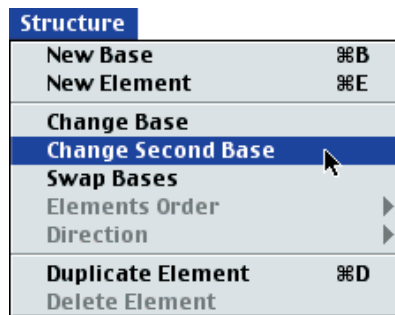 Structure
New Base ⌘B
New Element ⌘E
Change Base
Change Second Base
Swap Bases
Elements Order
Direction
Duplicate Element ⌘D
Delete Element